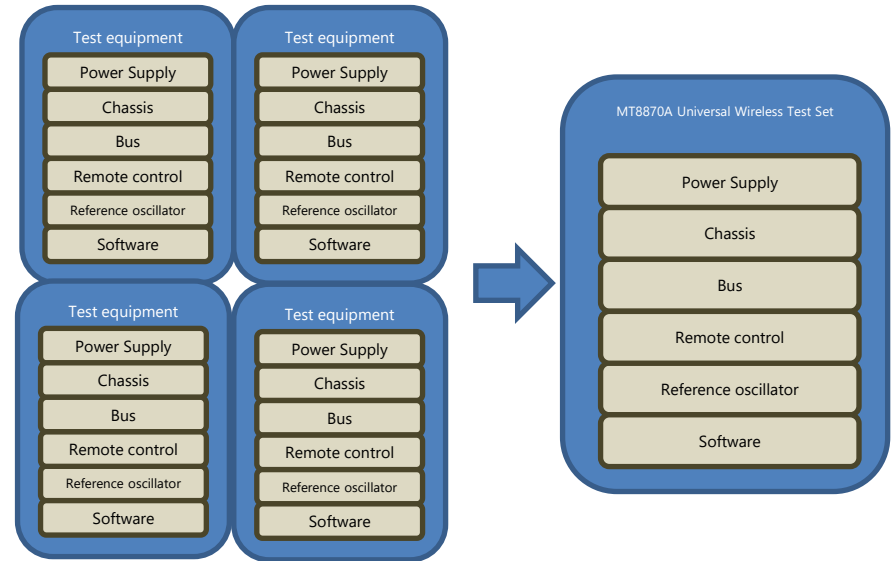 Test equipment
Power Supply
Chassis
Bus
Remote control
Reference oscillator
Software
Test equipment
Power Supply
Chassis
Bus
Remote control
Reference oscillator
Software
Test equipment
Power Supply
Chassis
Bus
Remote control
Reference oscillator
Software
Test equipment
Power Supply
Chassis
Bus
Remote control
Reference oscillator
Software
MT8870A Universal Wireless Test Set
Power Supply
Chassis
Bus
Remote control
Reference oscillator
Software